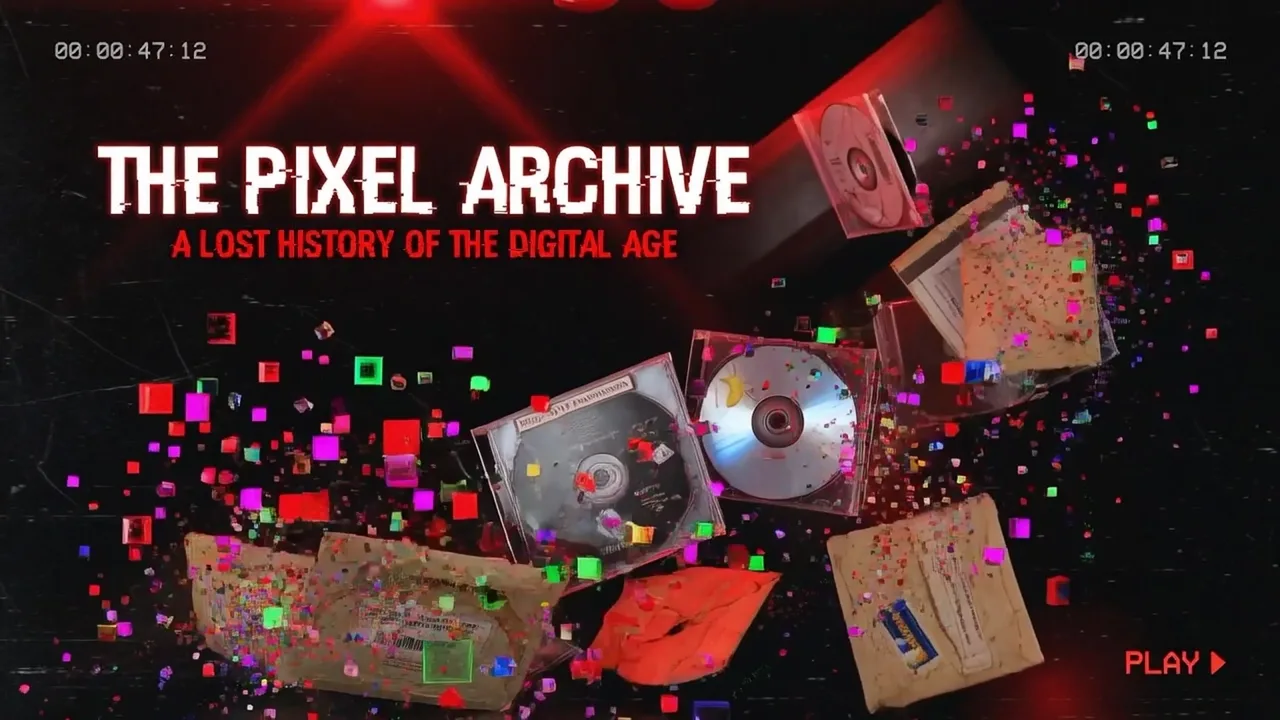 00:00:47:12
00:00:47:12
THE PIXEL ARCHIVE
A LOST HISTORY OF THE DIGITAL AGE
PLAY